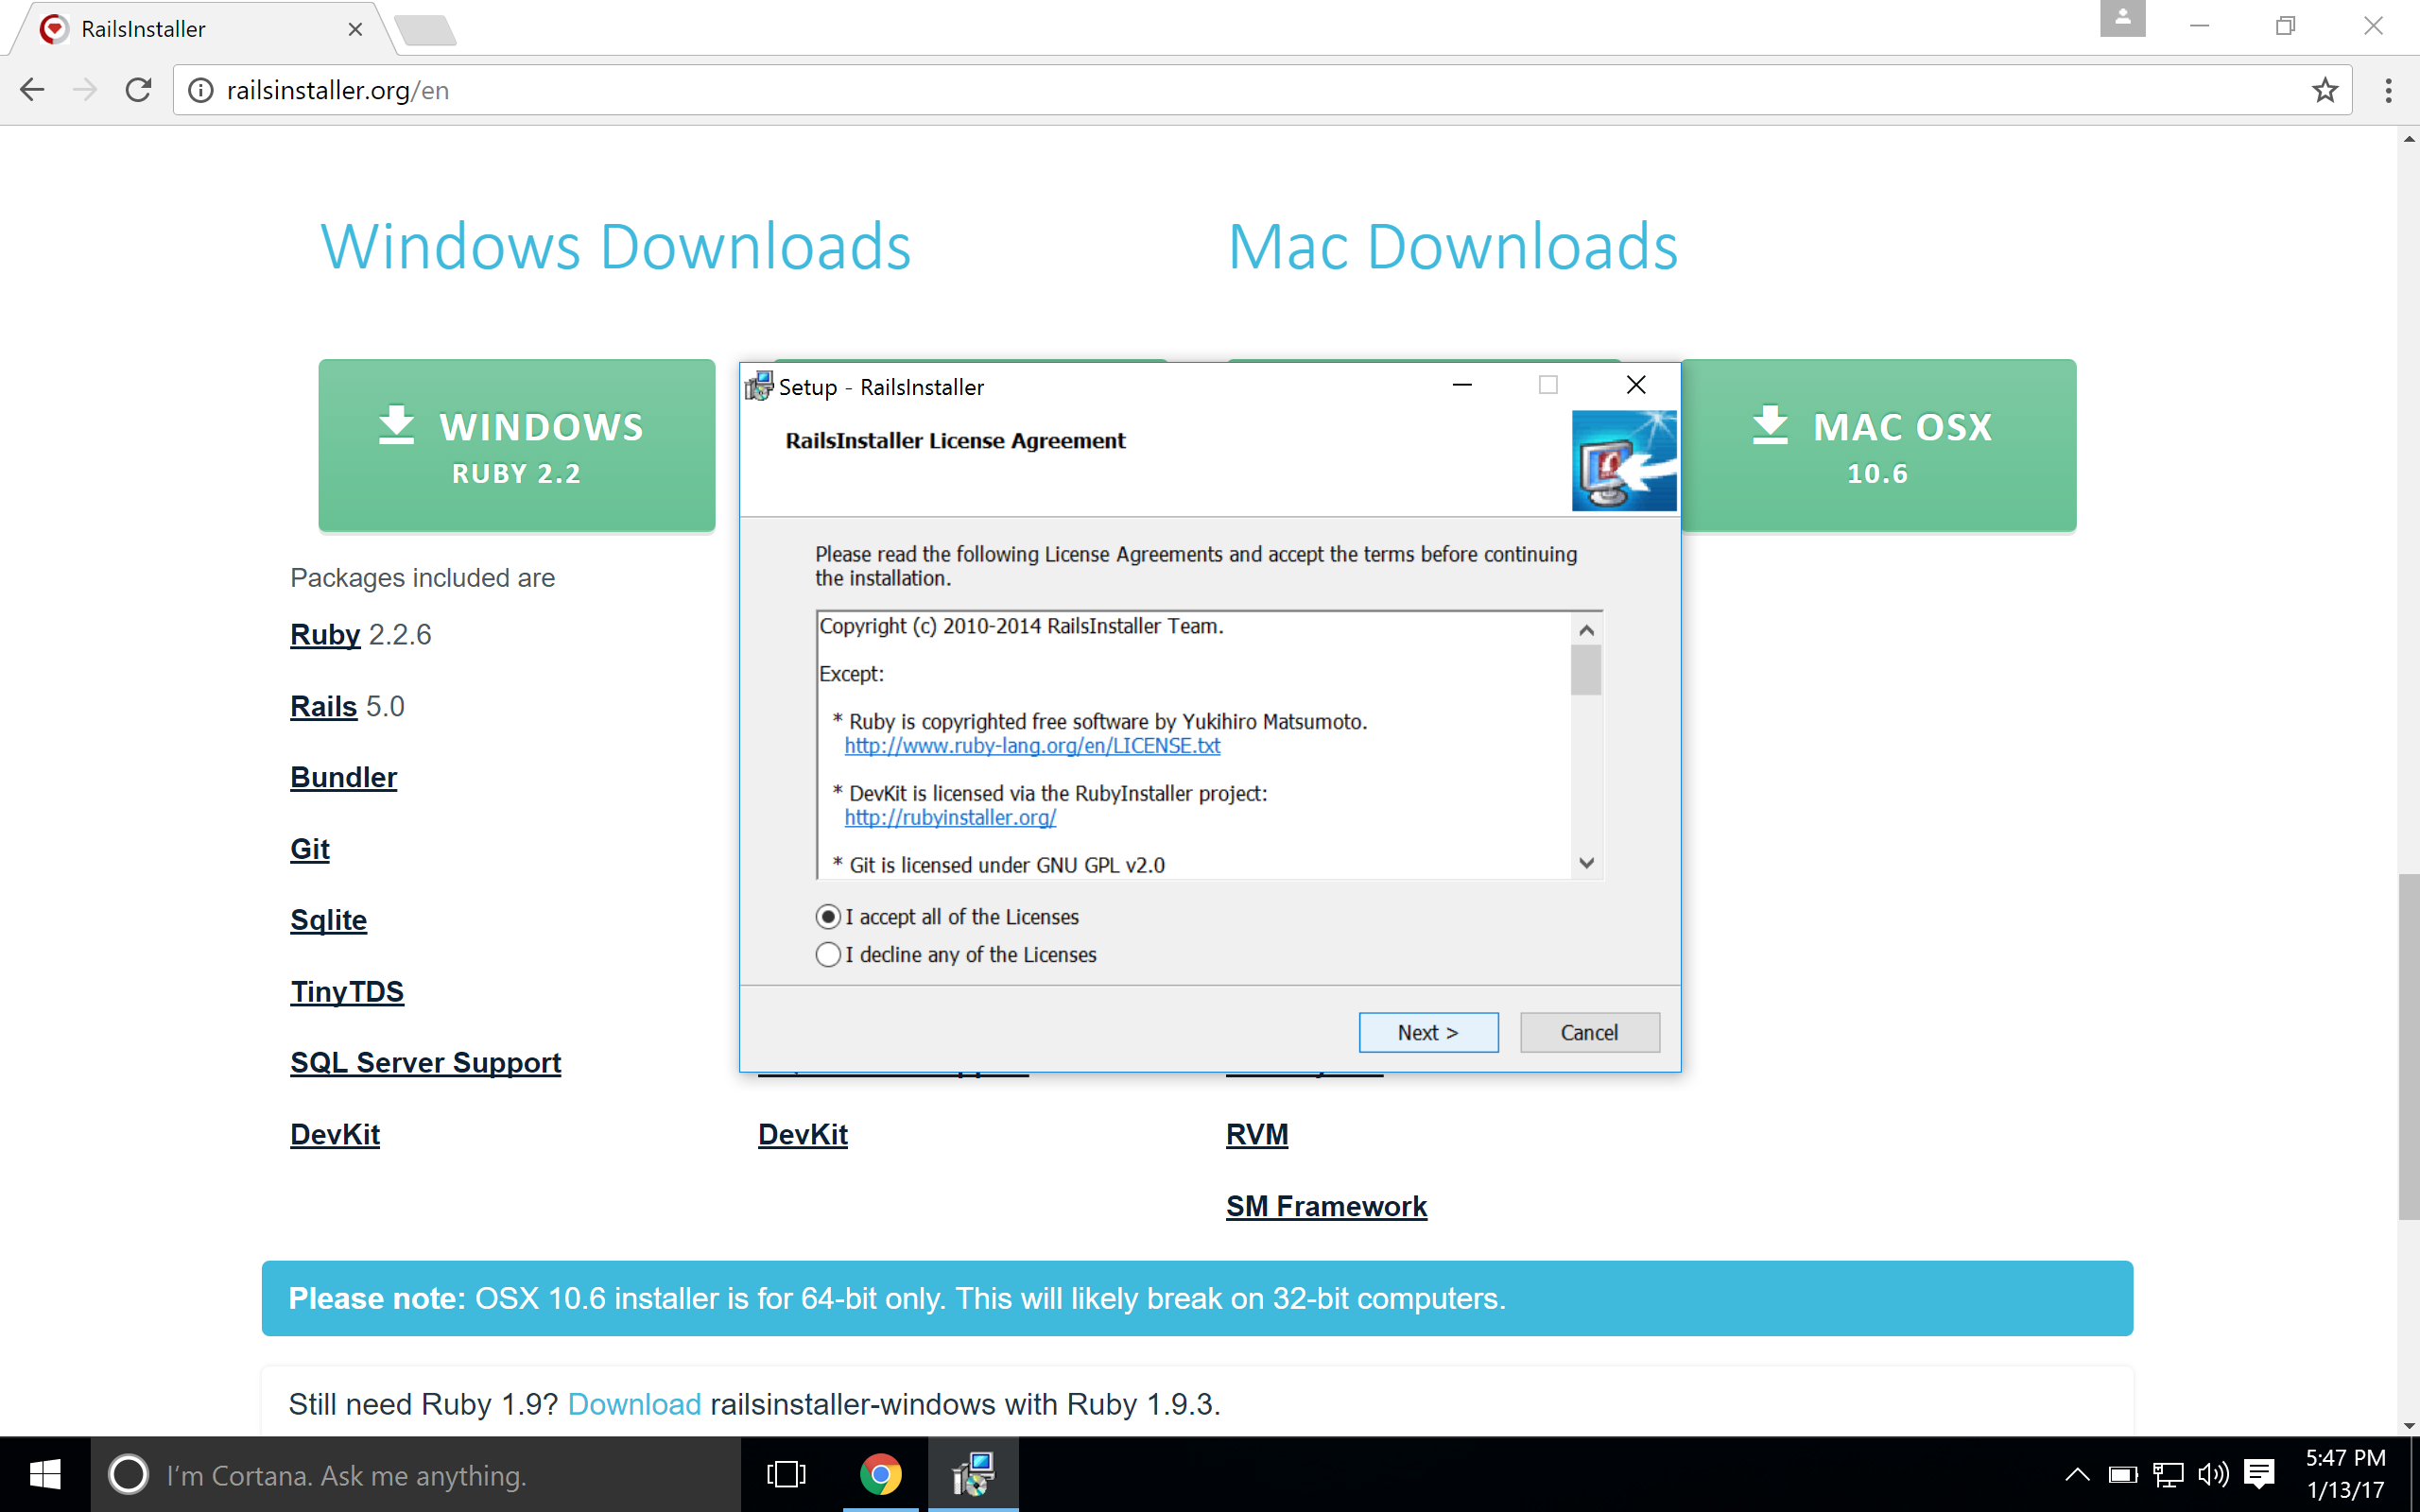 RailsInstaller
railsinstaller.org/en
Windows Downloads
Mac Downloads
WINDOWS
RUBY 2.2
MAC OSX
10.6
Packages included are
Ruby 2.2.6
Rails 5.0
Bundler
Git
Sqlite
TinyTDS
SQL Server Support
DevKit
Setup - RailsInstaller
RailsInstaller License Agreement
Please read the following License Agreements and accept the terms before continuing
the installation.
Copyright (c) 2010-2014 RailsInstaller Team.
Except:
* Ruby is copyrighted free software by Yukihiro Matsumoto.
http://www.ruby-lang.org/en/LICENSE.txt
* DevKit is licensed via the RubyInstaller project:
http://rubyinstaller.org/
* Git is licensed under GNU GPL v2.0
I accept all of the Licenses
I decline any of the Licenses
Next >
Cancel
DevKit
RVM
SM Framework
Please note: OSX 10.6 installer is for 64-bit only. This will likely break on 32-bit computers.
Still need Ruby 1.9? Download railsinstaller-windows with Ruby 1.9.3.
I'm Cortana. Ask me anything.
5:47 PM
1/13/17